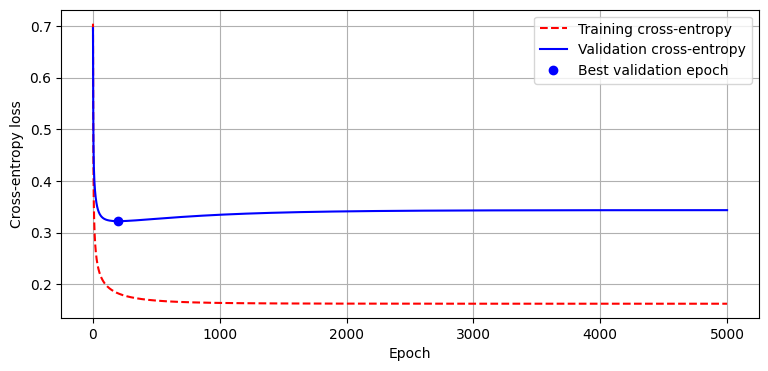 0.7
0.6
0.5
0.4
0.3
0.2
Cross-entropy loss
0
1000
2000
3000
4000
5000
Epoch
Training cross-entropy
Validation cross-entropy
Best validation epoch